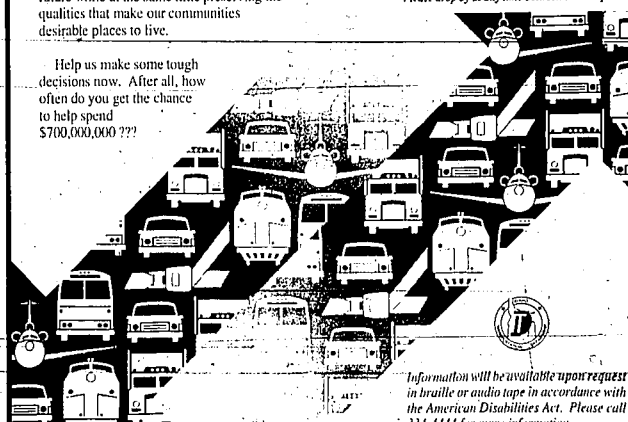 qualities that make our communities
desirable places to live.
Help us make some tough
decisions now. After all, how
often do you get the chance
to help spend
$700,000,000 ???
Information will be available upon request
in braille or audio tape in accordance with
the American Disabilities Act. Please call